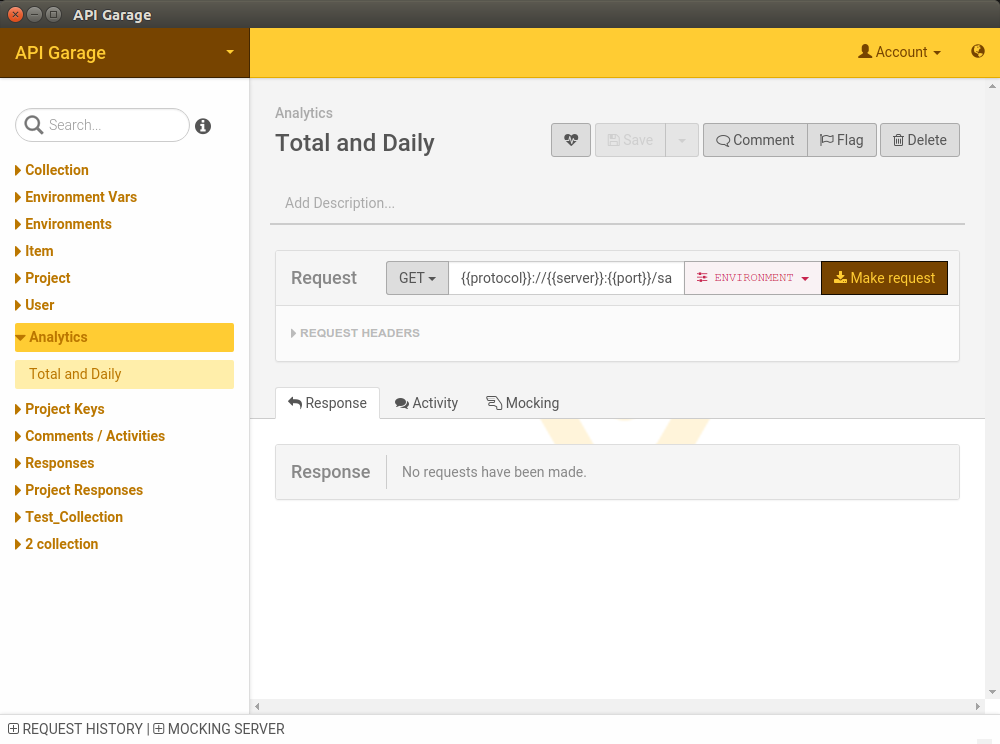 API Garage
API Garage
Account
Search...
Collection
Environment Vars
Environments
Item
Project
User
Analytics
Total and Daily
Project Keys
Comments / Activities
Responses
Project Responses
Test_Collection
2 collection
Analytics
Total and Daily
Save
Comment
Flag
Delete
Add Description...
Request
GET
{{protocol}}://{{server}}:{{port}}/sa
ENVIRONMENT
Make request
REQUEST HEADERS
Response
Activity
Mocking
Response
No requests have been made.
REQUEST HISTORY | MOCKING SERVER